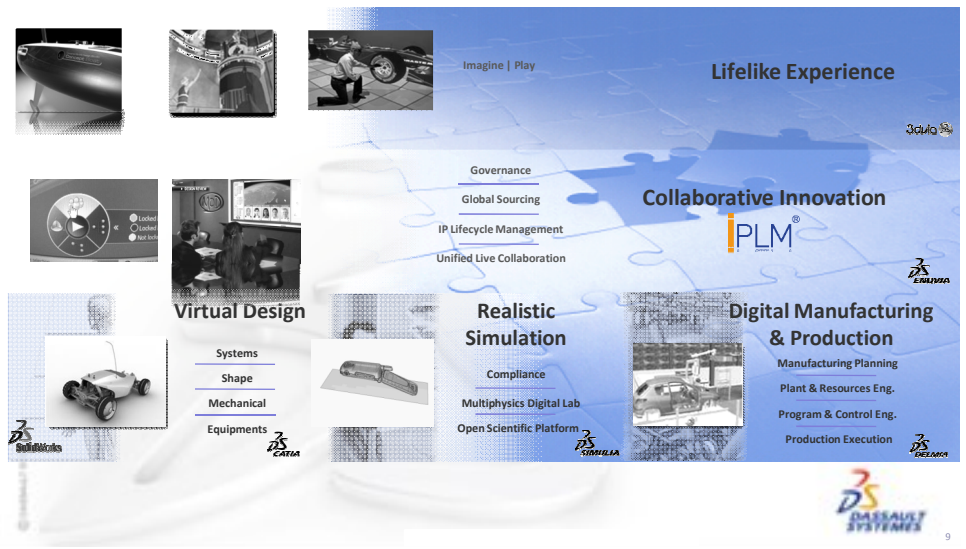 Imagine | Play
Lifelike Experience
3dvia
Governance
Global Sourcing
IP Lifecycle Management
Unified Live Collaboration
Collaborative Innovation
PLM®
ENOVIA
Locked
Locked
Not lock
Virtual Design
Systems
Shape
Mechanical
Equipments
SolidWorks
CATIA
Realistic
Simulation
Compliance
Multiphysics Digital Lab
Open Scientific Platform
SIMULIA
Digital Manufacturing
& Production
Manufacturing Planning
Plant & Resources Eng.
Program & Control Eng.
Production Execution
DELMIA
DASSAULT
SYSTEMES
9